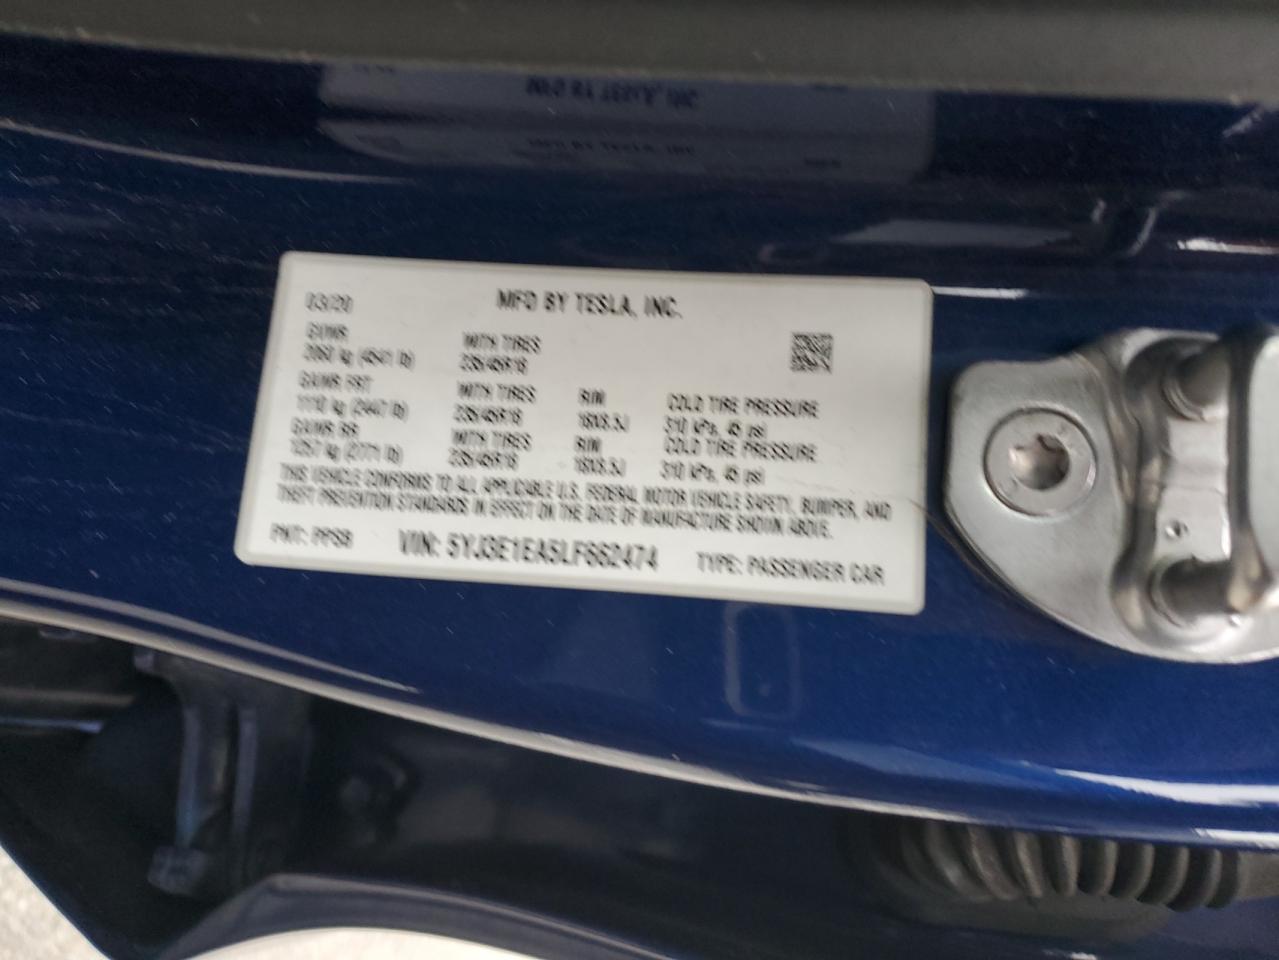 03/20 MFD BY TESLA, INC.
GVWR WITH TIRES
2060 kg (4541 lb) 235/45R18
GAWR FRT WITH TIRES RIM COLD TIRE PRESSURE
1110 kg (2447 lb) 235/45R18 18X8.5J 310 kPa, 45 psi
GAWR RR WITH TIRES RIM COLD TIRE PRESSURE
1257 kg (2771 lb) 235/45R18 18X8.5J 310 kPa, 45 psi
THIS VEHICLE CONFORMS TO ALL APPLICABLE U.S. FEDERAL MOTOR VEHICLE SAFETY, BUMPER, AND
THEFT PREVENTION STANDARDS IN EFFECT ON THE DATE OF MANUFACTURE SHOWN ABOVE.
PKT: PPSB VIN: 5YJ3E1EA5LF662474 TYPE: PASSENGER CAR